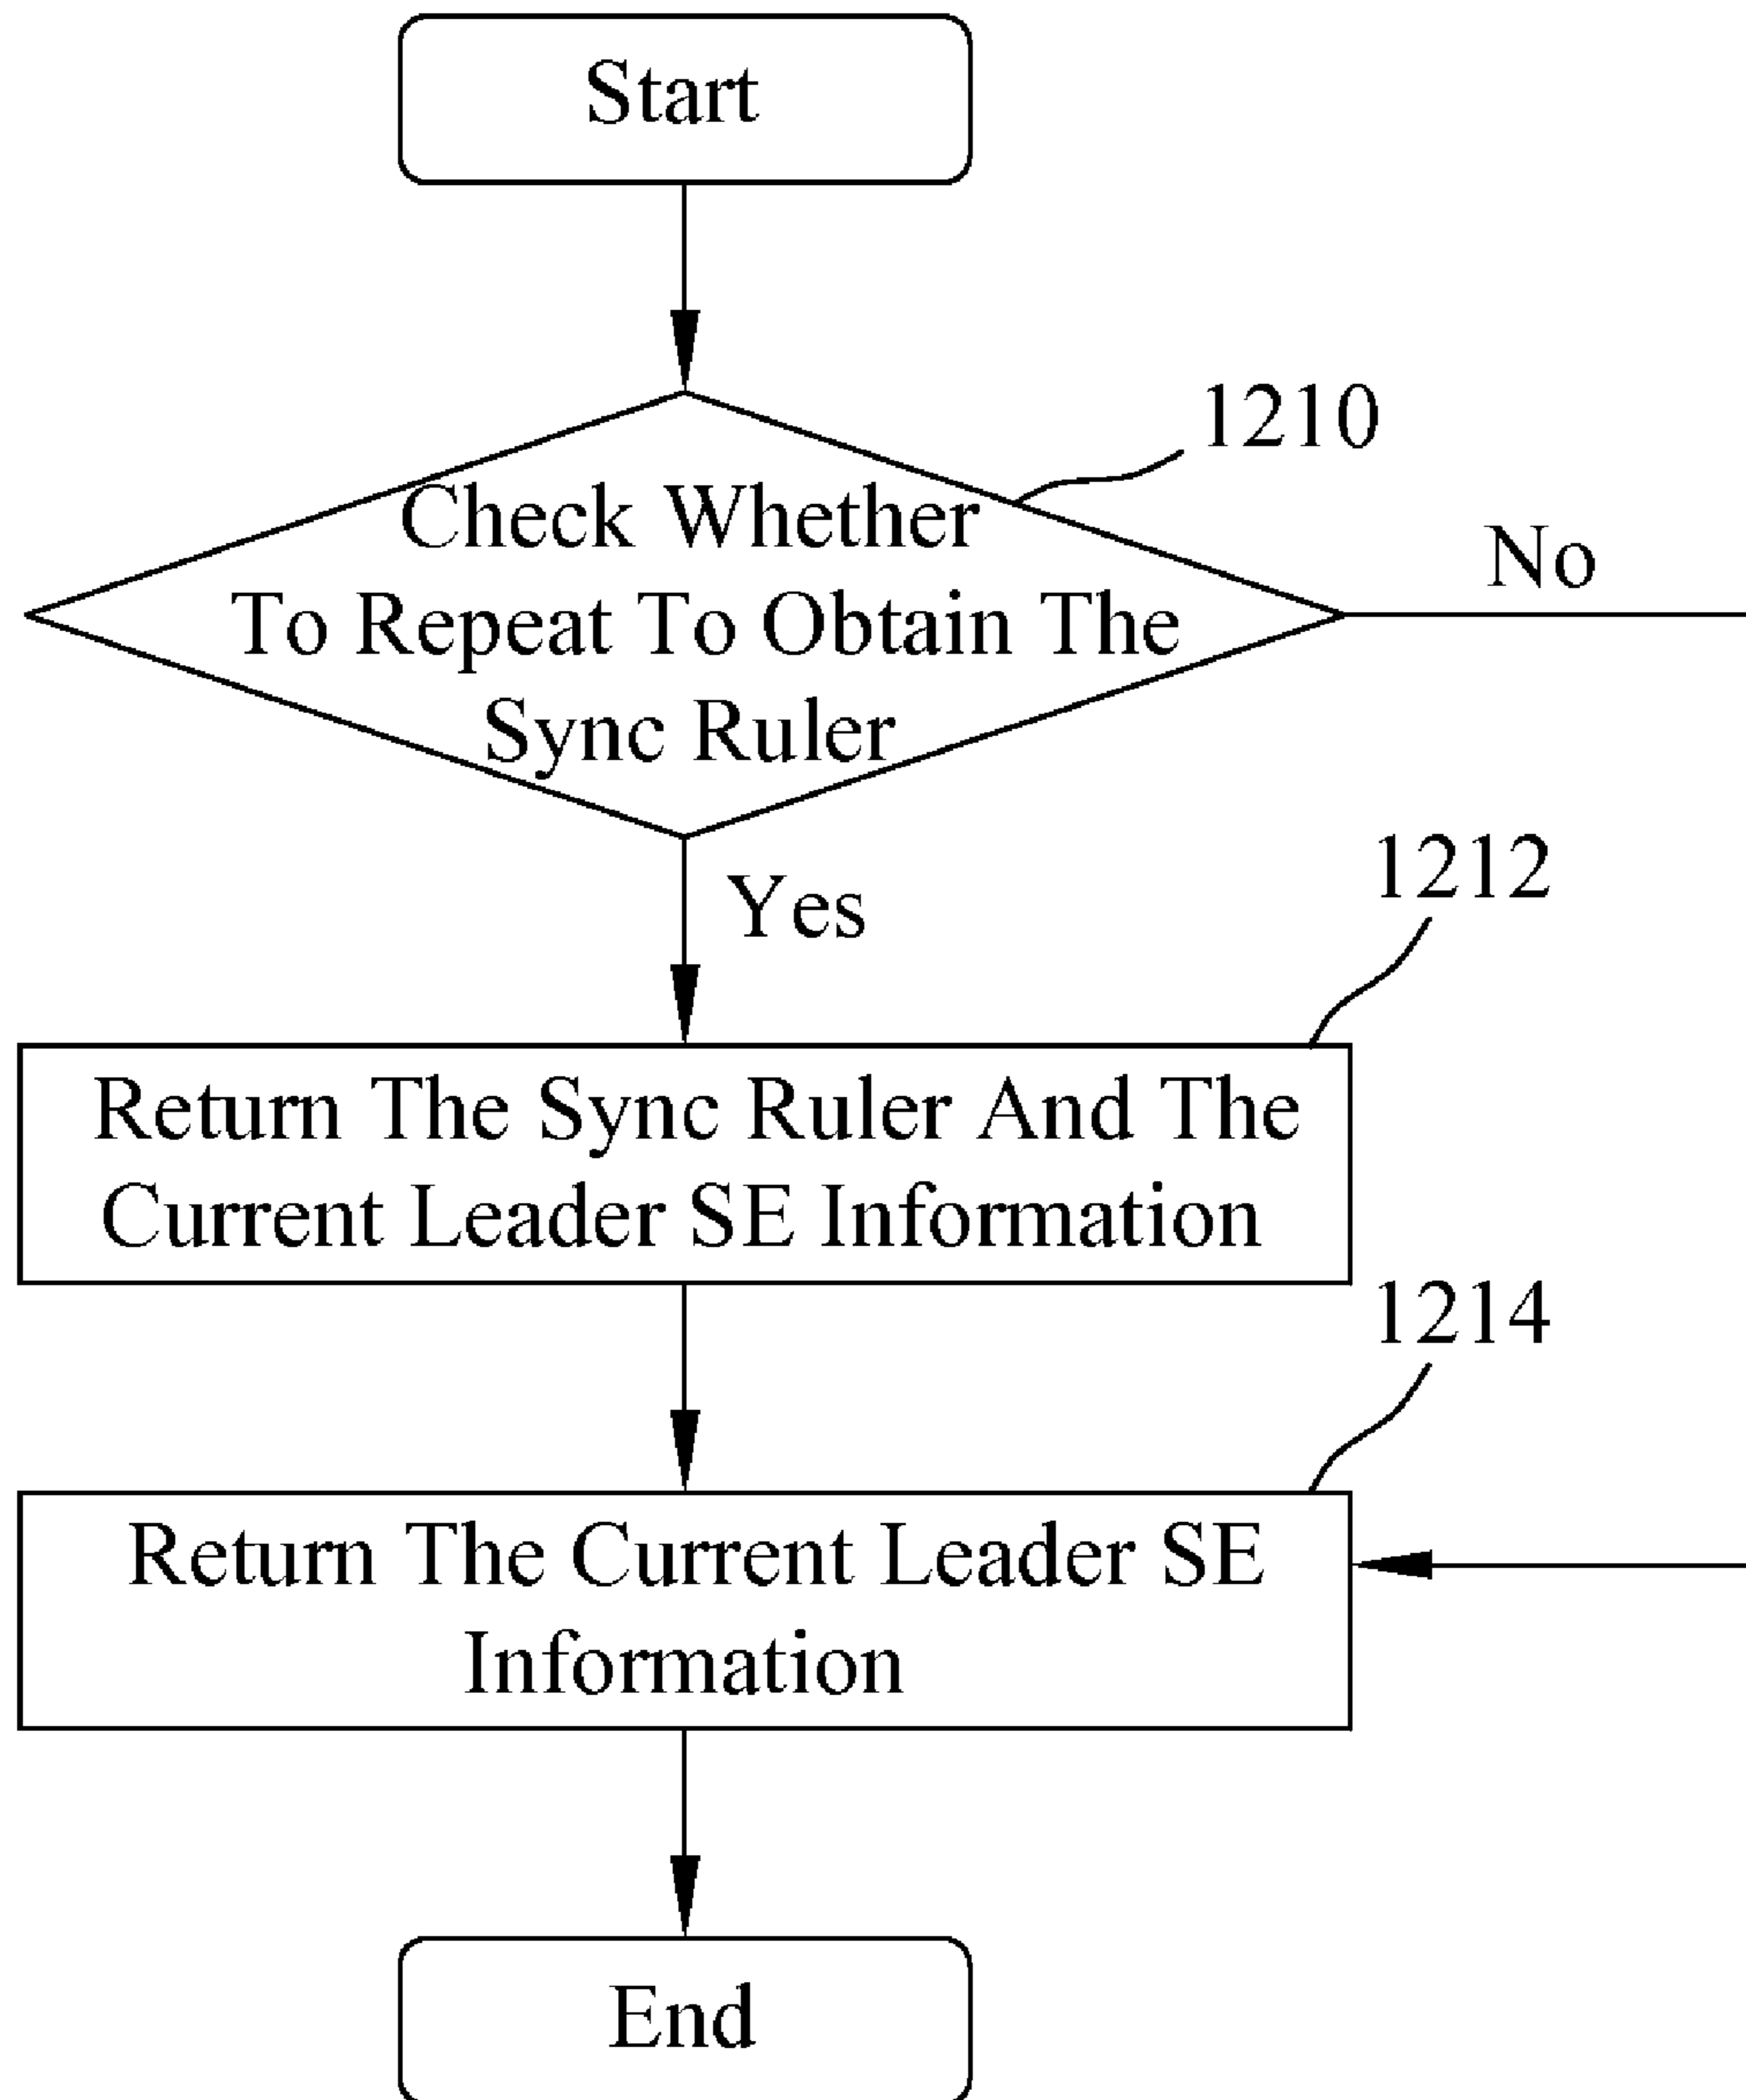 Start
1210
Check Whether
To Repeat To Obtain The
Sync Ruler
No
Yes
1212
Return The Sync Ruler And The
Current Leader SE Information
1214
Return The Current Leader SE
Information
End